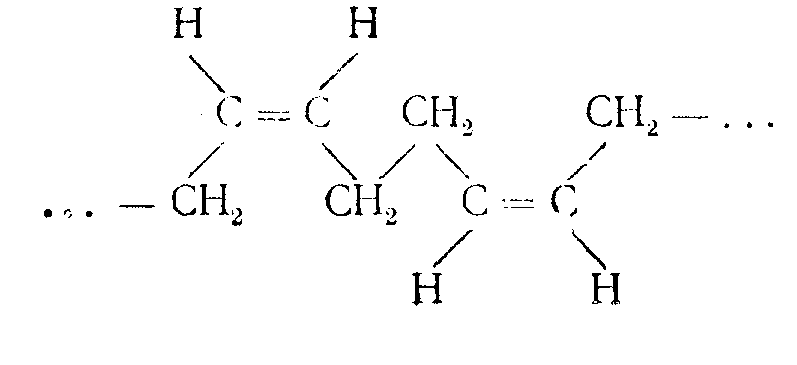 H H
C = C CH₂ CH₂ — ...
... — CH₂ CH₂ C = C
H H